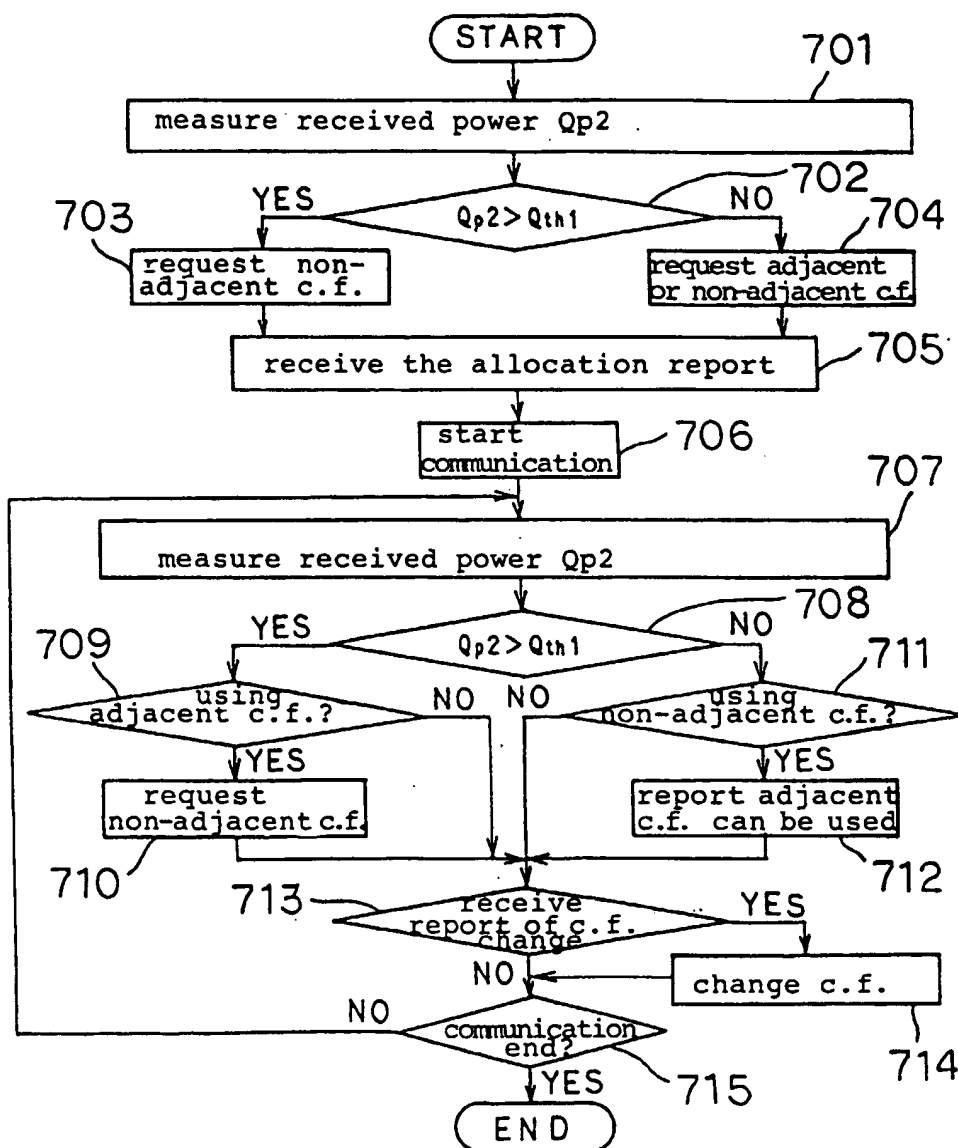 START
701
measure received power Qp2
702
YES
Qp2>Qth1
NO
703
704
request non-
adjacent c.f.
request adjacent
or non-adjacent c.f.
receive the allocation report
705
start
communication
706
707
measure received power Qp2
708
YES
Qp2>Qth1
NO
709
711
using
adjacent c.f.?
NO
NO
using
non-adjacent c.f.?
YES
YES
request
non-adjacent c.f.
report adjacent
c.f. can be used
710
712
713
receive
report of c.f.
change
YES
NO
change c.f.
714
NO
communication
end?
715
YES
END